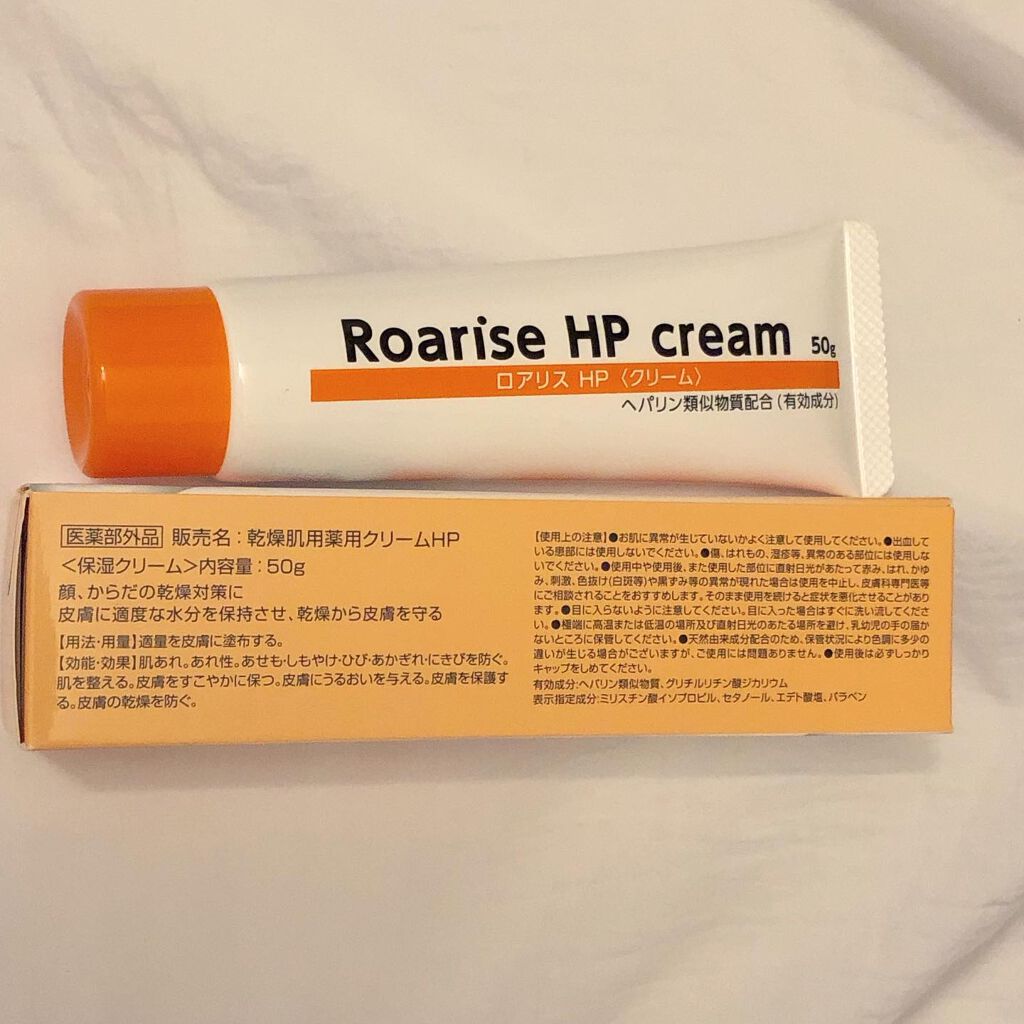 Roarise HP cream 50g
ロアリス HP 〈クリーム〉
ヘパリン類似物質配合(有効成分)
医薬部外品 販売名:乾燥肌用薬用クリームHP
<保湿クリーム>内容量:50g
顔、からだの乾燥対策に
皮膚に適度な水分を保持させ、乾燥から皮膚を守る
【用法・用量】適量を皮膚に塗布する。
【効能・効果】肌あれ。あれ性。あせも・しもやけ・ひび・あかぎれ・にきびを防ぐ。
肌を整える。皮膚をすこやかに保つ。皮膚にうるおいを与える。皮膚を保護す
る。皮膚の乾燥を防ぐ。
【使用上の注意】●お肌に異常が生じていないかよく注意して使用してください。●出血して
いる患部には使用しないでください。●傷、はれもの、湿疹等、異常のある部位には使用しな
いでください。●使用中や使用後、また使用した部位に直射日光があたって赤み、はれ、かゆ
み、刺激、色抜け(白斑等)や黒ずみ等の異常が現れた場合は使用を中止し、皮膚科専門医等
にご相談されることをおすすめします。そのまま使用を続けると症状を悪化させることがあり
ます。●目に入らないように注意してください。目に入った場合はすぐに洗い流してくださ
い。●極端に高温または低温の場所及び直射日光のあたる場所を避け、乳幼児の手の届か
ないところに保管してください。●天然由来成分配合のため、保管状況により色調に多少の
違いが生じる場合がございますが、ご使用には問題ありません。●使用後は必ずしっかり
キャップをしめてください。
有効成分:ヘパリン類似物質、グリチルリチン酸ジカリウム
表示指定成分:ミリスチン酸イソプロピル、セタノール、エデト酸塩、パラベン